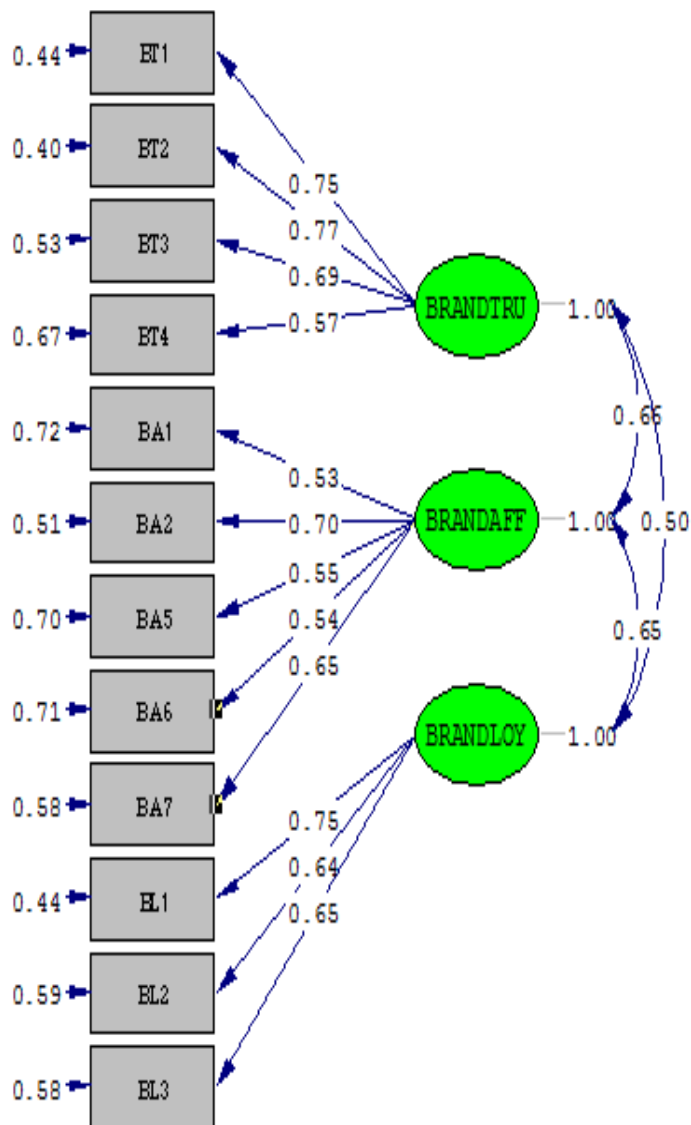 0.44 BT1
0.75
0.40 BT2
0.77
0.53 BT3
0.69 BRANDTRU 1.00
0.67 BT4
0.57
0.66
0.72 BA1
0.53
0.51 BA2
0.70 BRANDAFF 1.00 0.50
0.55
0.70 BA5
0.54
0.65
0.65
0.71 BA6
BRANDLOY 1.00
0.58 BA7
0.75
0.64
0.44 BL1
0.65
0.59 BL2
0.58 BL3